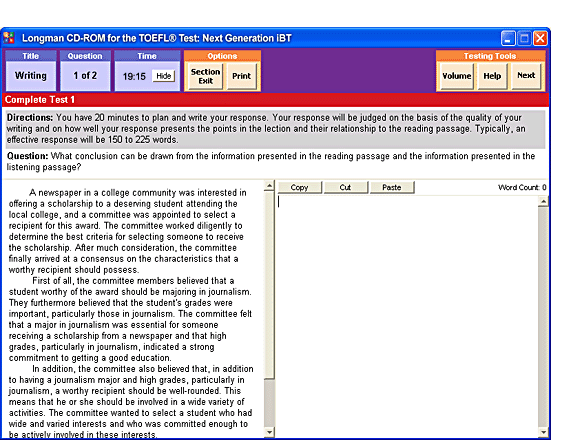 Longman CD-ROM for the TOEFL® Test: Next Generation iBT
Title Question Time Options Testing Tools
Writing 1 of 2 19:15 Hide Section Exit Print Volume Help Next
Complete Test 1
Directions: You have 20 minutes to plan and write your response. Your response will be judged on the basis of the quality of your
writing and on how well your response presents the points in the lection and their relationship to the reading passage. Typically, an
effective response will be 150 to 225 words.
Question: What conclusion can be drawn from the information presented in the reading passage and the information presented in the
listening passage?
Copy Cut Paste Word Count: 0
A newspaper in a college community was interested in
offering a scholarship to a deserving student attending the
local college, and a committee was appointed to select a
recipient for this award. The committee worked diligently to
determine the best criteria for selecting someone to receive
the scholarship. After much consideration, the committee
finally arrived at a consensus on the characteristics that a
worthy recipient should possess.
First of all, the committee members believed that a
student worthy of the award should be majoring in journalism.
They furthermore believed that the student's grades were
important, particularly those in journalism. The committee felt
that a major in journalism was essential for someone
receiving a scholarship from a newspaper and that high
grades, particularly in journalism, indicated a strong
commitment to getting a good education.
In addition, the committee also believed that, in addition
to having a journalism major and high grades, particularly in
journalism, a worthy recipient should be well-rounded. This
means that he or she should be involved in a wide variety of
activities. The committee wanted to select a student who had
wide and varied interests and who was committed enough to
be actively involved in these interests.